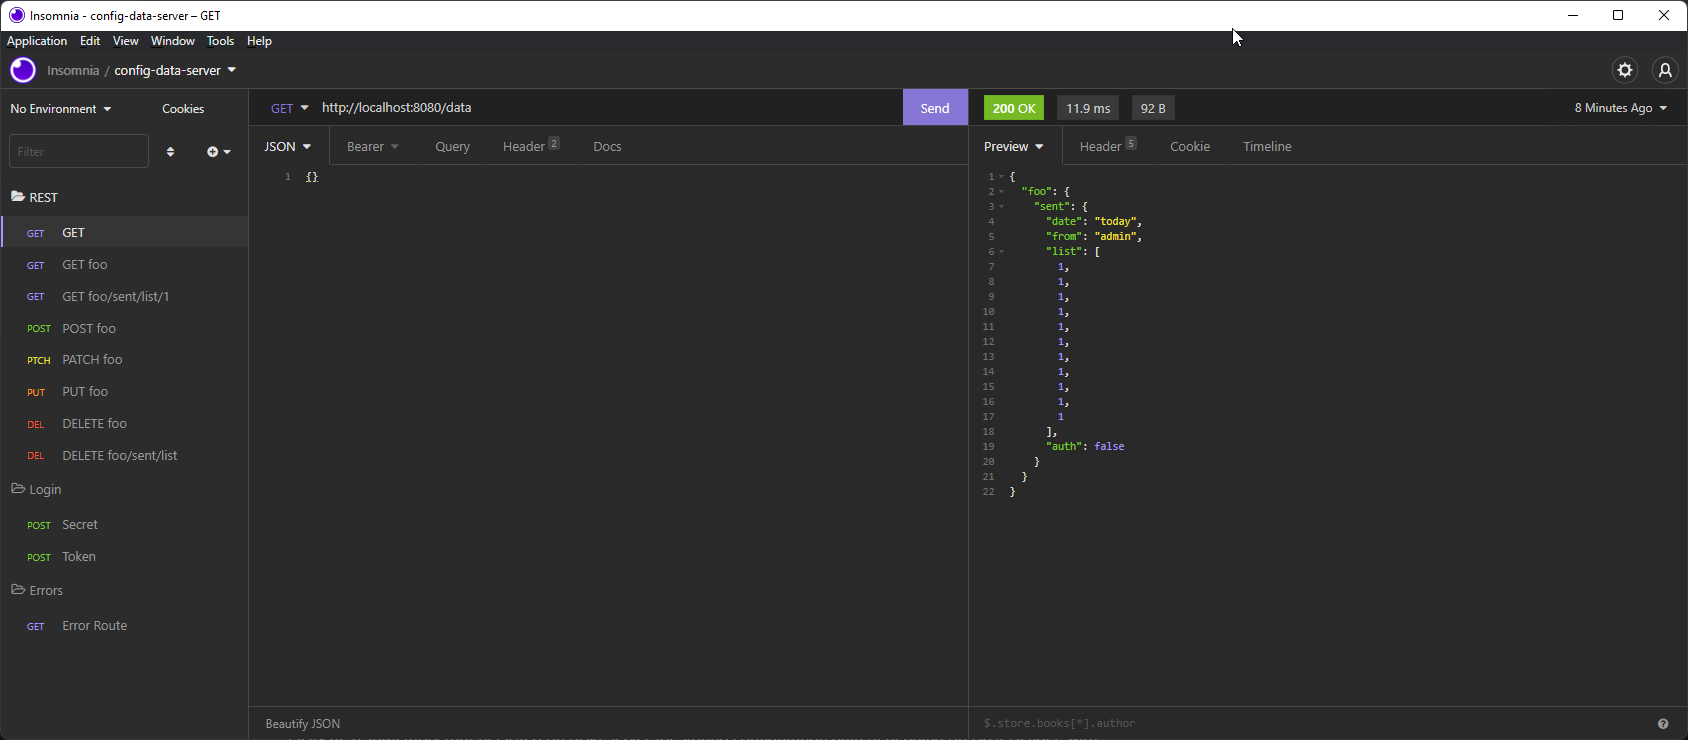 Insomnia - config-data-server – GET
Application Edit View Window Tools Help
Insomnia / config-data-server
No Environment Cookies
Filter
REST
GET GET
GET GET foo
GET GET foo/sent/list/1
POST POST foo
PTCH PATCH foo
PUT PUT foo
DEL DELETE foo
DEL DELETE foo/sent/list
Login
POST Secret
POST Token
Errors
GET Error Route
GET http://localhost:8080/data Send
JSON Bearer Query Header 2 Docs
1 {}
Beautify JSON
200 OK 11.9 ms 92 B 8 Minutes Ago
Preview Header 5 Cookie Timeline
1 {
2 "foo": {
3 "sent": {
4 "date": "today",
5 "from": "admin",
6 "list": [
7 1,
8 1,
9 1,
10 1,
11 1,
12 1,
13 1,
14 1,
15 1,
16 1,
17 1
18 ],
19 "auth": false
20 }
21 }
22 }
$.store.books[*].author